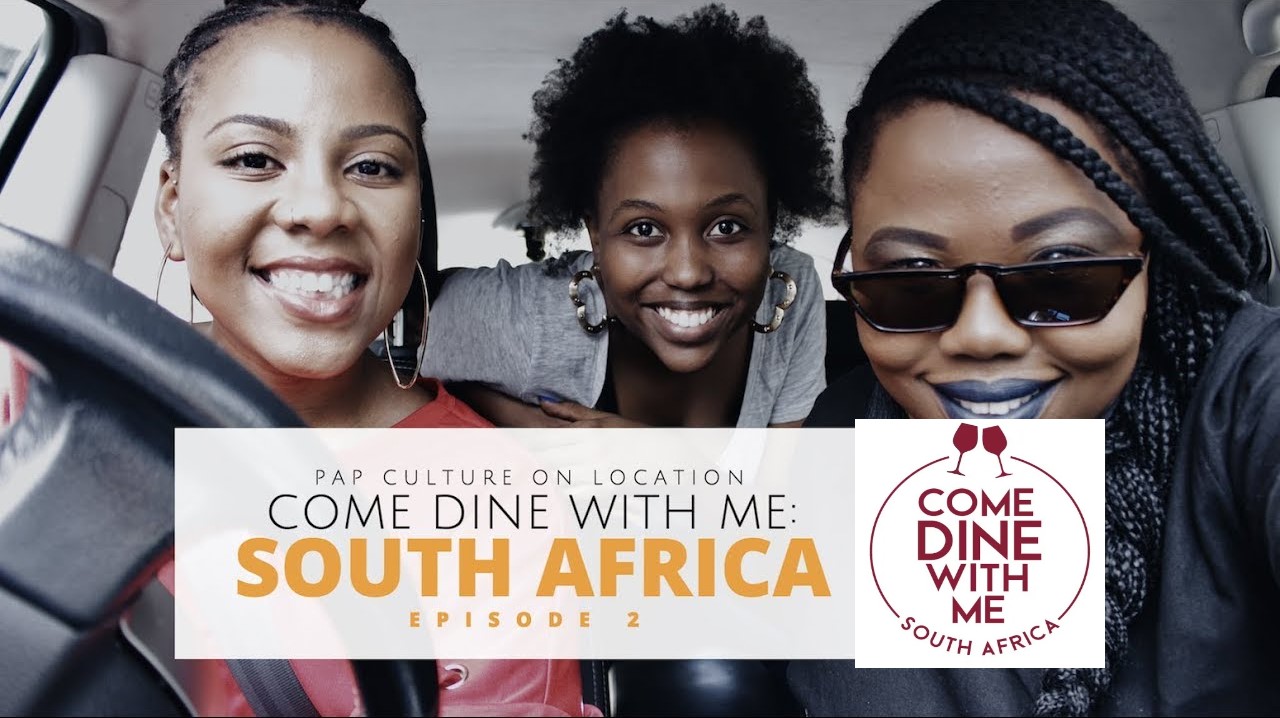 PAP CULTURE ON LOCATION
COME DINE WITH ME:
SOUTH AFRICA
EPISODE 2
COME
DINE
WITH
ME
SOUTH AFRICA